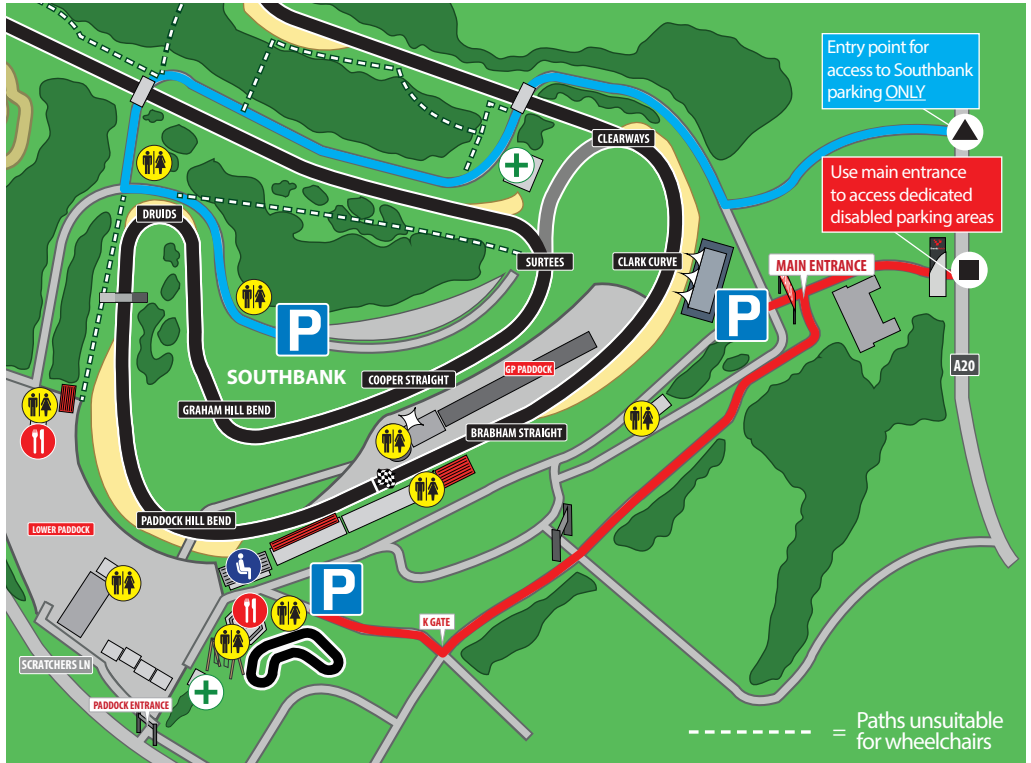 Entry point for
access to Southbank
parking ONLY
Use main entrance
to access dedicated
disabled parking areas
CLEARWAYS
DRUIDS
SURTEES
CLARK CURVE
MAIN ENTRANCE
P
P
A20
SOUTHBANK
COOPER STRAIGHT
GP PADDOCK
GRAHAM HILL BEND
BRABHAM STRAIGHT
PADDOCK HILL BEND
LOWER PADDOCK
P
K GATE
SCRATCHERS LN
PADDOCK ENTRANCE
= Paths unsuitable
for wheelchairs